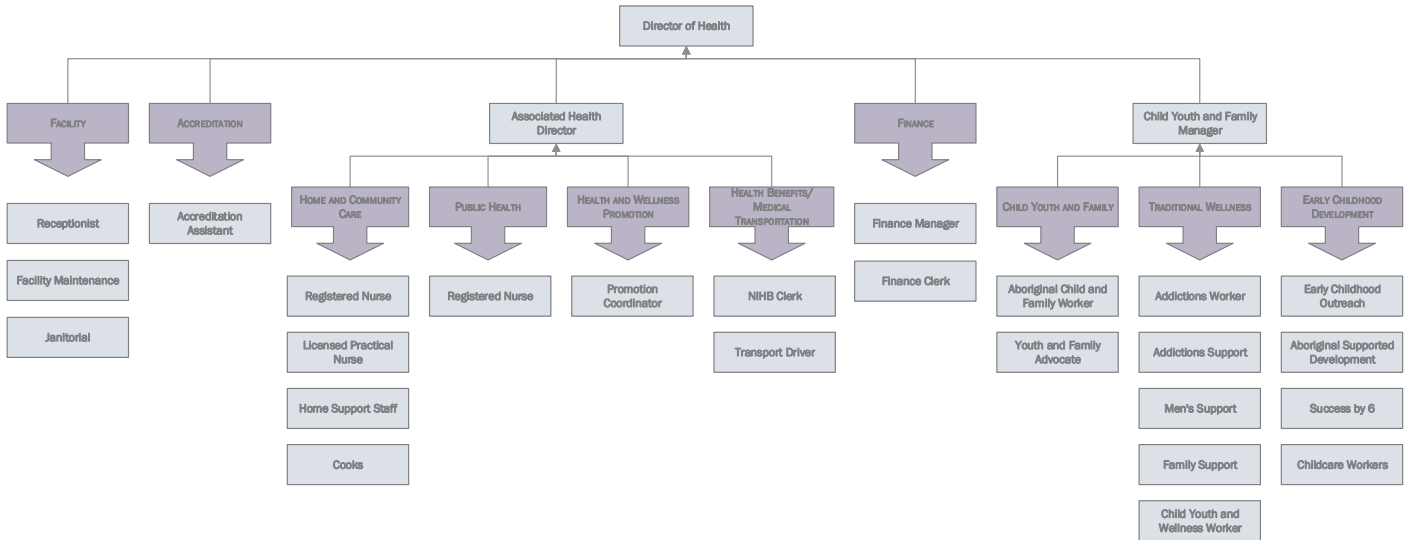 Director of Health
FACILITY
ACCREDITATION
Associated Health
Director
FINANCE
Child Youth and Family
Manager
HOME AND COMMUNITY
CARE
PUBLIC HEALTH
HEALTH AND WELLNESS
PROMOTION
HEALTH BENEFITS/
MEDICAL
TRANSPORTATION
CHILD YOUTH AND FAMILY
TRADITIONAL WELLNESS
EARLY CHILDHOOD
DEVELOPMENT
Receptionist
Facility Maintenance
Janitorial
Accreditation
Assistant
Registered Nurse
Licensed Practical
Nurse
Home Support Staff
Cooks
Registered Nurse
Promotion
Coordinator
NIHB Clerk
Transport Driver
Finance Manager
Finance Clerk
Aboriginal Child and
Family Worker
Youth and Family
Advocate
Addictions Worker
Addictions Support
Men's Support
Family Support
Child Youth and
Wellness Worker
Early Childhood
Outreach
Aboriginal Supported
Development
Success by 6
Childcare Workers